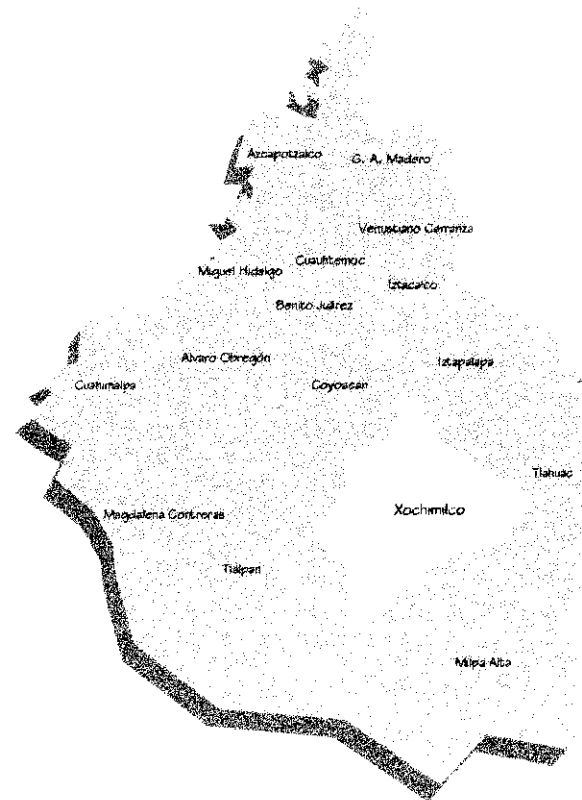 Azcapotzalco
G. A. Madero
Venustiano Carranza
Cuauhtemoc
Miguel Hidalgo
Iztacalco
Benito Juárez
Alvaro Obregón
Iztapalapa
Cuajimalpa
Coyoacan
Tlahuac
Xochimilco
Magdalena Contreras
Tlalpan
Milpa Alta